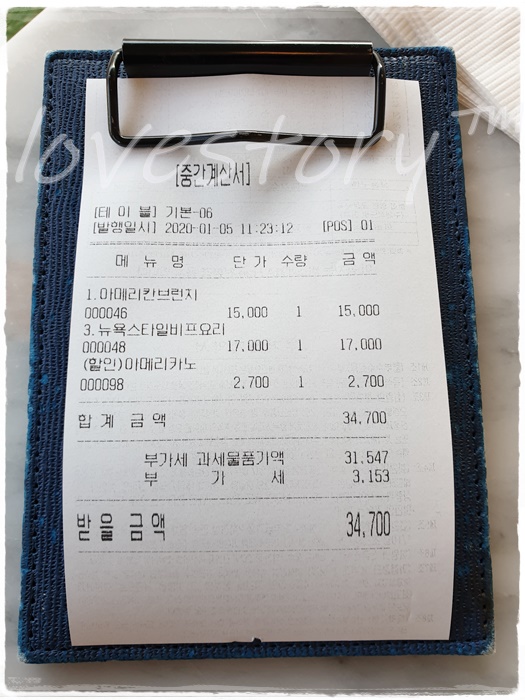 lovestory™
[중간계산서]
[테 이 블] 기본-06
[발행일시] 2020-01-05 11:23:12 [POS] 01
메 뉴 명 단 가 수량 금 액
1.아메리칸브런치
000046 15,000 1 15,000
3.뉴욕스타일비프요리
000048 17,000 1 17,000
(할인)아메리카노
000098 2,700 1 2,700
합 계 금 액 34,700
부가세 과세물품가액 31,547
부 가 세 3,153
받 을 금 액 34,700